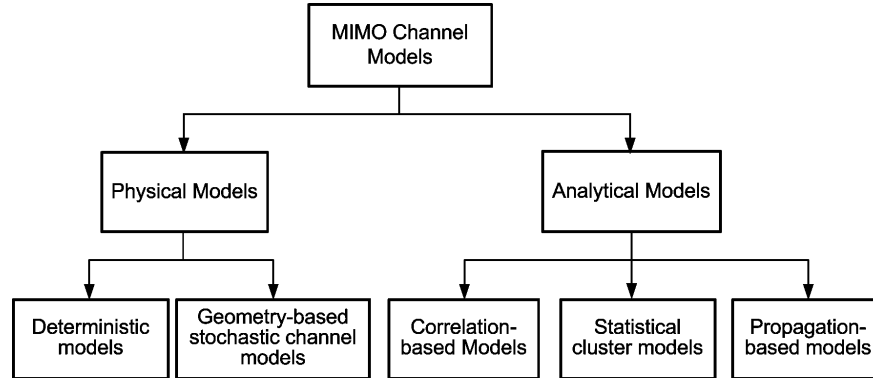 MIMO Channel
Models
Physical Models
Analytical Models
Deterministic
models
Geometry-based
stochastic channel
models
Correlation-
based Models
Statistical
cluster models
Propagation-
based models